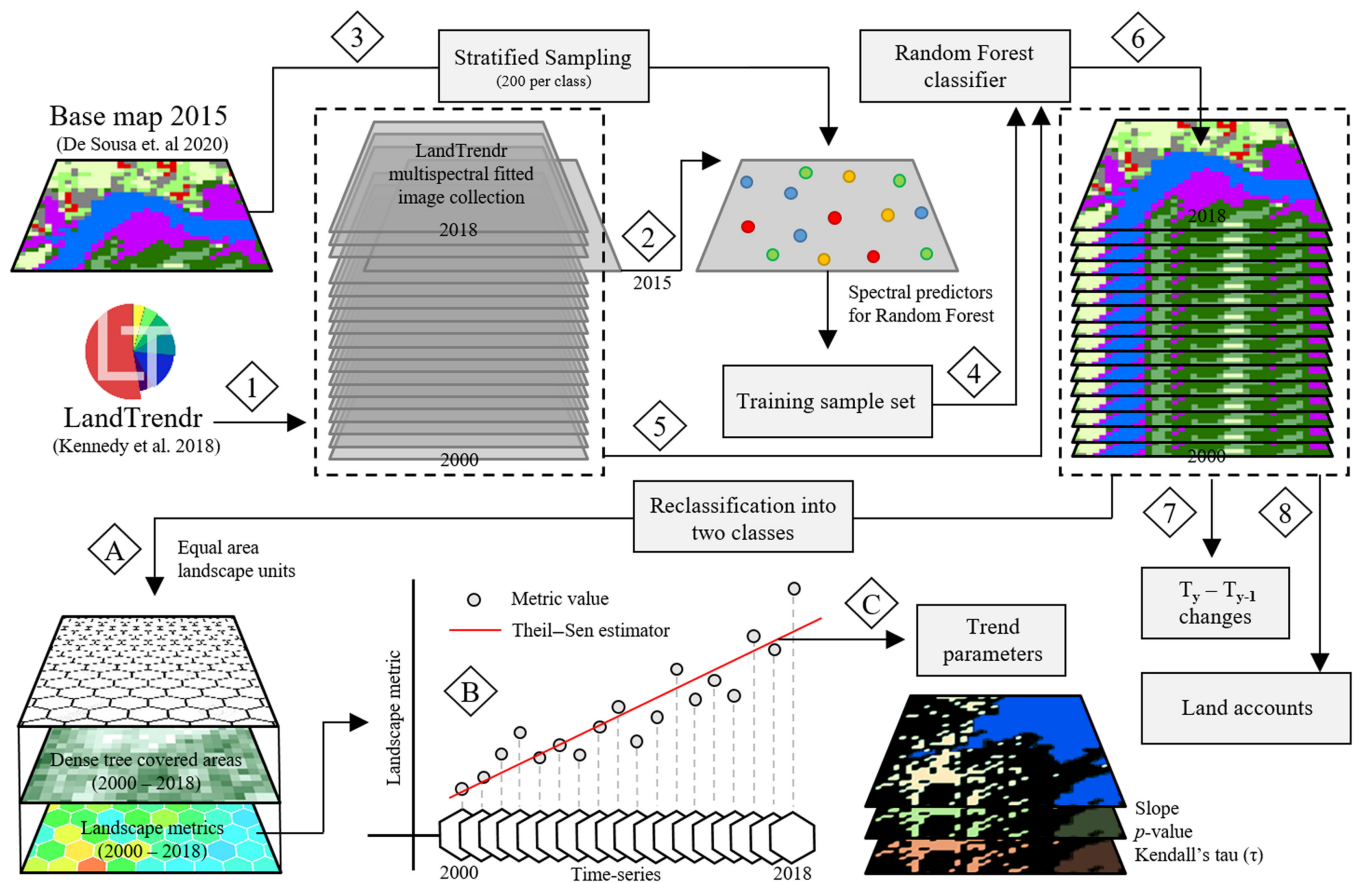 3
Stratified Sampling
(200 per class)
Random Forest
classifier
6
Base map 2015
(De Sousa et. al 2020)
LandTrendr
multispectral fitted
image collection
2018
2
2015
2018
Spectral predictors
for Random Forest
LT
1
LandTrendr
(Kennedy et al. 2018)
4
Training sample set
5
2000
2000
Reclassification into
two classes
7
8
A
Equal area
landscape units
Metric value
Theil–Sen estimator
C
Trend
parameters
Ty – Ty-1
changes
B
Landscape metric
Land accounts
Dense tree covered areas
(2000 – 2018)
Landscape metrics
(2000 – 2018)
Slope
p-value
Kendall's tau (τ)
2000
Time-series
2018